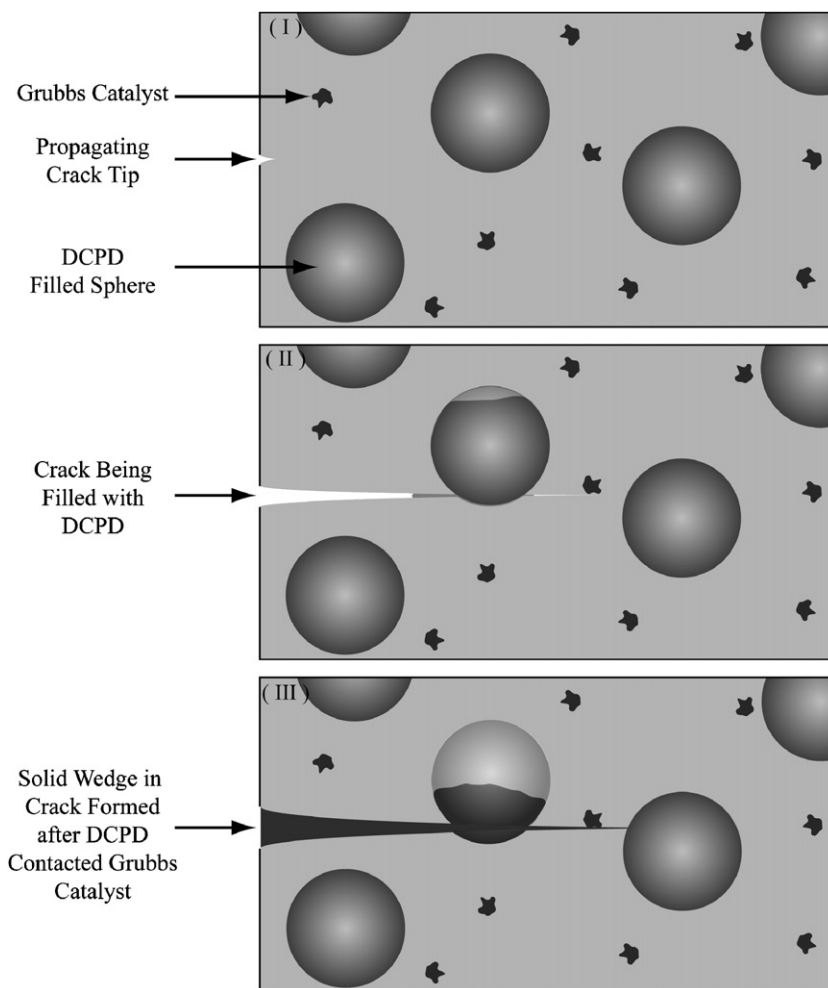 ( I )
Grubbs Catalyst
Propagating
Crack Tip
DCPD
Filled Sphere
( II )
Crack Being
Filled with
DCPD
( III )
Solid Wedge in
Crack Formed
after DCPD
Contacted Grubbs
Catalyst